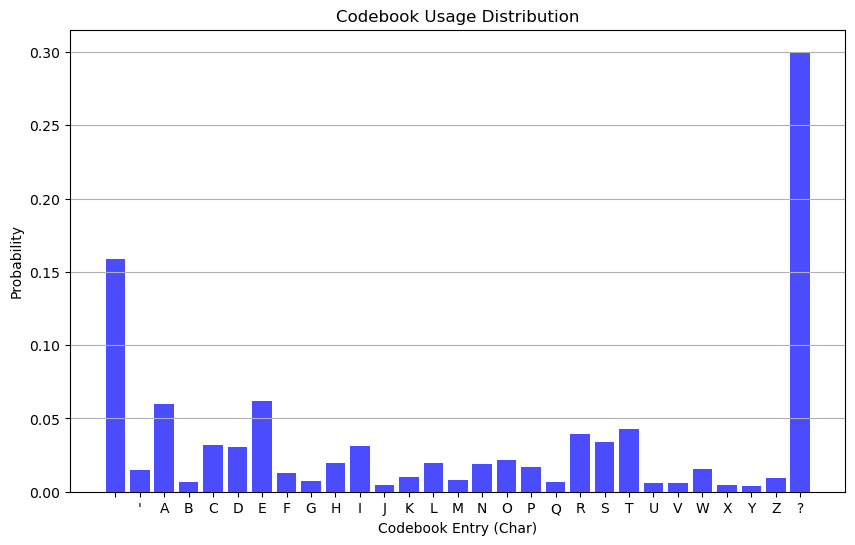 Codebook Usage Distribution
Probability
0.30
0.25
0.20
0.15
0.10
0.05
0.00
' A B C D E F G H I J K L M N O P Q R S T U V W X Y Z ?
Codebook Entry (Char)